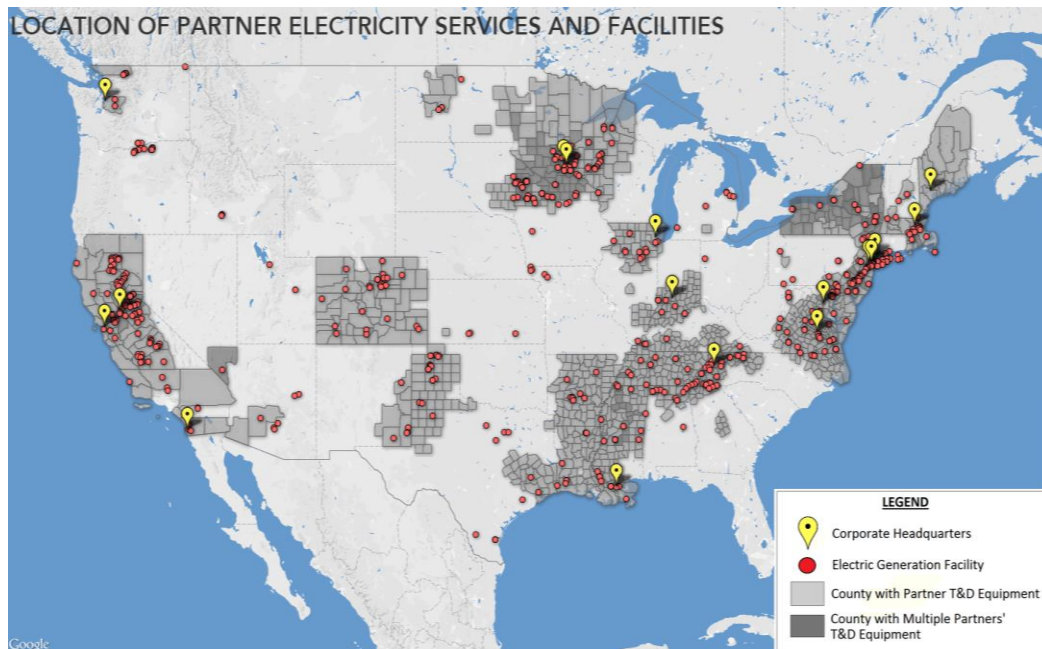 LOCATION OF PARTNER ELECTRICITY SERVICES AND FACILITIES
LEGEND
Corporate Headquarters
Electric Generation Facility
County with Partner T&D Equipment
County with Multiple Partners'
T&D Equipment
Google